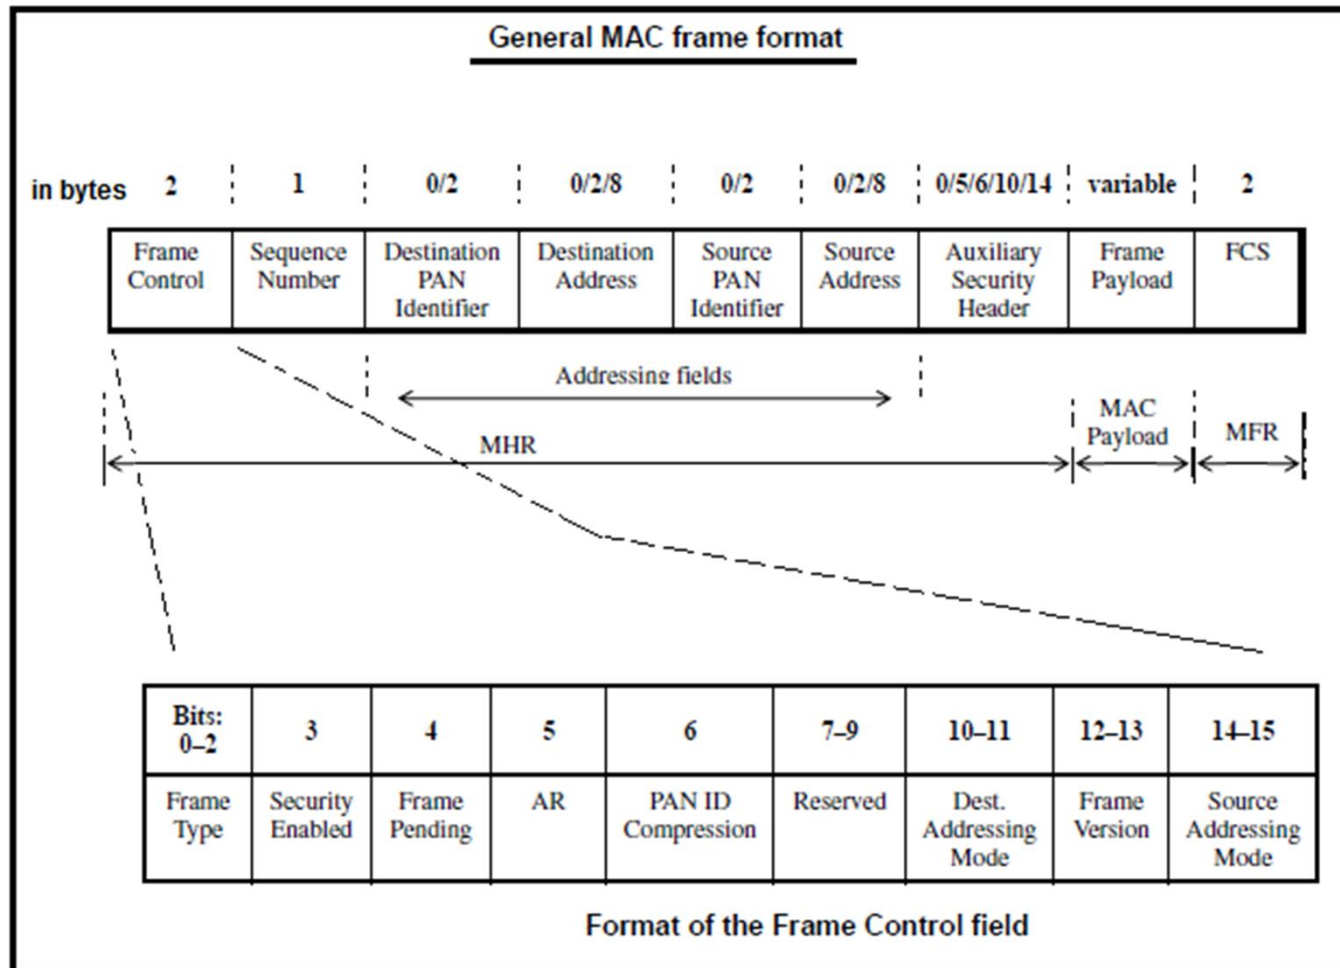 General MAC frame format
in bytes 2 1 0/2 0/2/8 0/2 0/2/8 0/5/6/10/14 variable 2
Frame Control
Sequence Number
Destination PAN Identifier
Destination Address
Source PAN Identifier
Source Address
Auxiliary Security Header
Frame Payload
FCS
Addressing fields
MHR
MAC Payload
MFR
Bits: 0–2 3 4 5 6 7–9 10–11 12–13 14–15
Frame Type
Security Enabled
Frame Pending
AR
PAN ID Compression
Reserved
Dest. Addressing Mode
Frame Version
Source Addressing Mode
Format of the Frame Control field